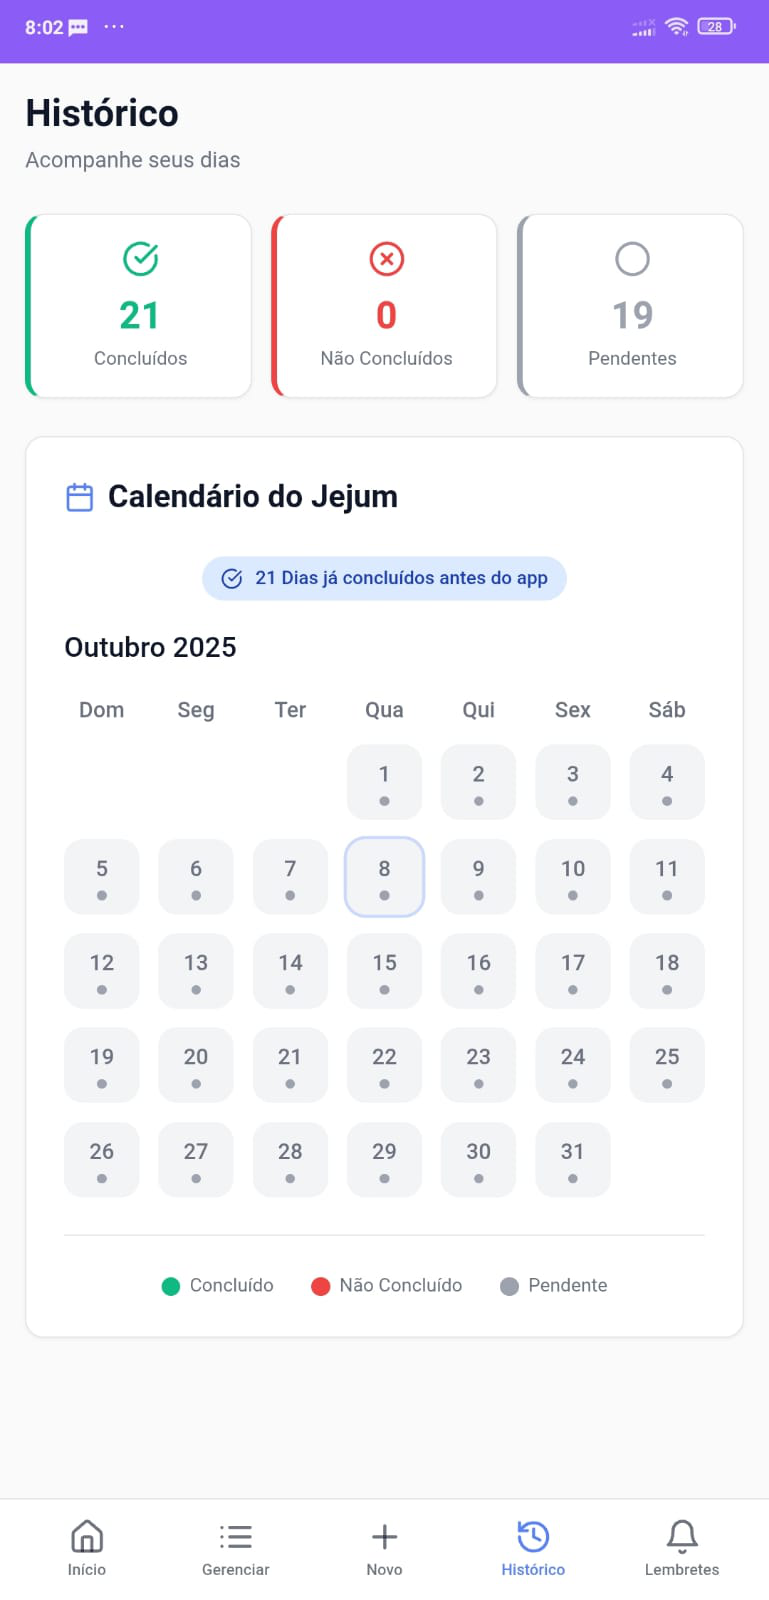 8:02
28
Histórico
Acompanhe seus dias
21 0 19
Concluídos Não Concluídos Pendentes
Calendário do Jejum
21 Dias já concluídos antes do app
Outubro 2025
Dom Seg Ter Qua Qui Sex Sáb
1 2 3 4
5 6 7 8 9 10 11
12 13 14 15 16 17 18
19 20 21 22 23 24 25
26 27 28 29 30 31
Concluído Não Concluído Pendente
Início Gerenciar Novo Histórico Lembretes